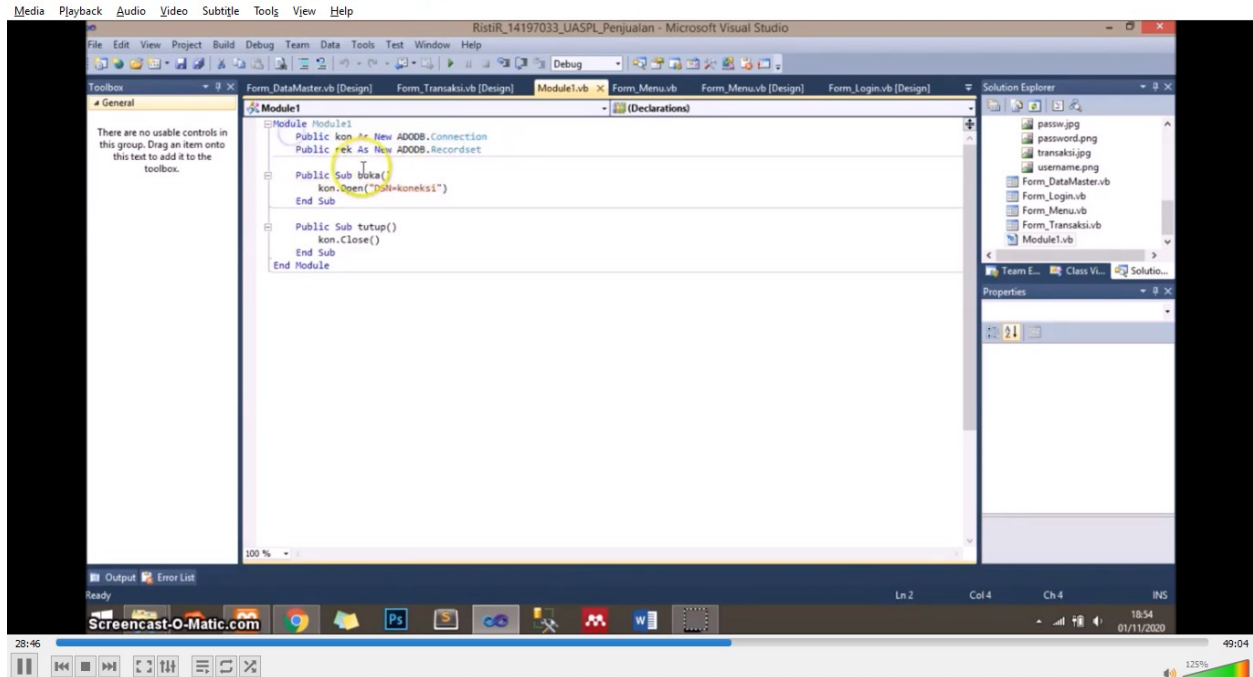 Media Playback Audio Video Subtitle Tools View Help
RistiR_14197033_UASPL_Penjualan - Microsoft Visual Studio
File Edit View Project Build Debug Team Data Tools Test Window Help
Debug
Toolbox
General
There are no usable controls in
this group. Drag an item onto
this text to add it to the
toolbox.
Form_DataMaster.vb [Design] Form_Transaksi.vb [Design] Module1.vb Form_Menu.vb Form_Menu.vb [Design] Form_Login.vb [Design]
Module1 (Declarations)
Module Module1
Public kon As New ADODB.Connection
Public rek As New ADODB.Recordset
Public Sub buka()
kon.Open("DSN=koneksi")
End Sub
Public Sub tutup()
kon.Close()
End Sub
End Module
100 %
Solution Explorer
passw.jpg
password.png
transaksi.jpg
username.png
Form_DataMaster.vb
Form_Login.vb
Form_Menu.vb
Form_Transaksi.vb
Module1.vb
Team E... Class Vi... Solutio...
Properties
Output Error List
Ready Ln 2 Col 4 Ch 4 INS
Screencast-O-Matic.com
Ps
S
W
18:54
01/11/2020
28:46 49:04
125%